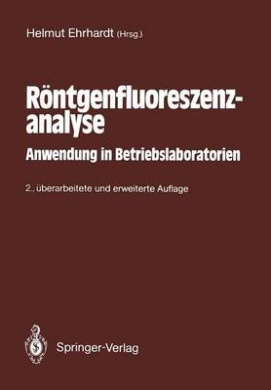 Helmut Ehrhardt (Hrsg.)
Röntgenfluoreszenz-
analyse
Anwendung in Betriebslaboratorien
2., überarbeitete und erweiterte Auflage
Springer-Verlag